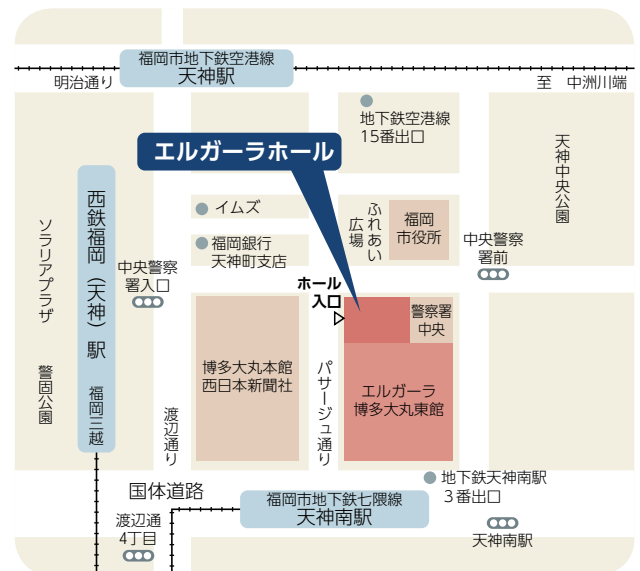 福岡市地下鉄空港線
天神駅
明治通り
至 中洲川端
地下鉄空港線
15番出口
天神中央公園
エルガーラホール
西鉄福岡（天神）駅
福岡三越
ソラリアプラザ
警固公園
イムズ
福岡銀行
天神町支店
ふれあい
広場
福岡
市役所
中央警察
署前
中央警察
署入口
ホール
入口
警察署
中央
博多大丸本館
西日本新聞社
パサージュ通り
エルガーラ
博多大丸東館
渡辺通り
国体道路
地下鉄天神南駅
３番出口
福岡市地下鉄七隈線
天神南駅
渡辺通
4丁目
天神南駅